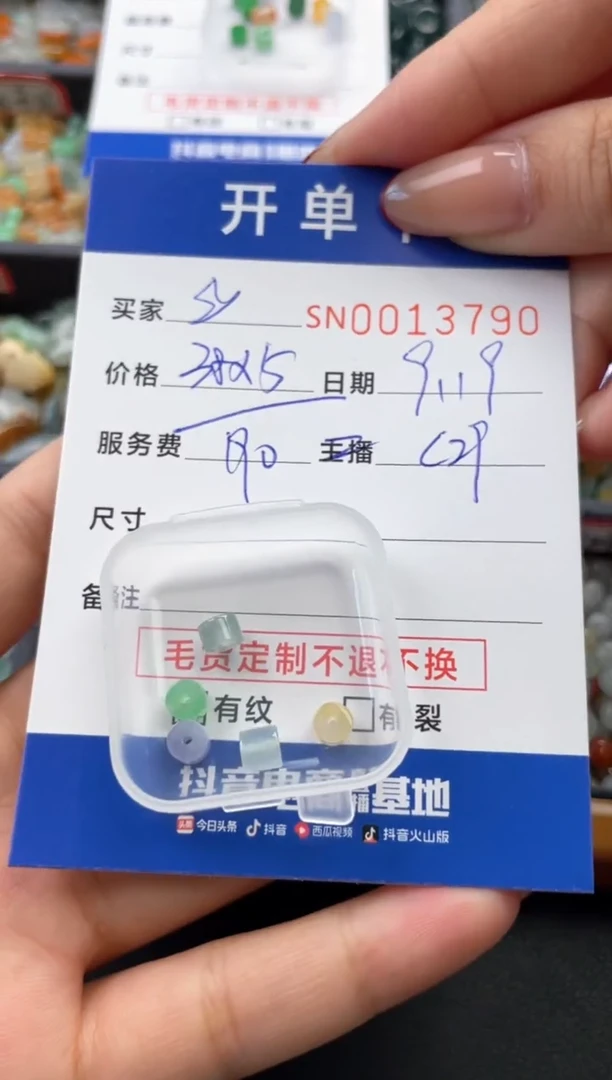 开单
买家 SY SN0013790
价格 38x15 日期 9.19
服务费 90 主播 C29
尺寸
备注
毛货定制不退不换
有纹 有裂
抖音电商直播基地
今日头条 抖音 西瓜视频 抖音火山版